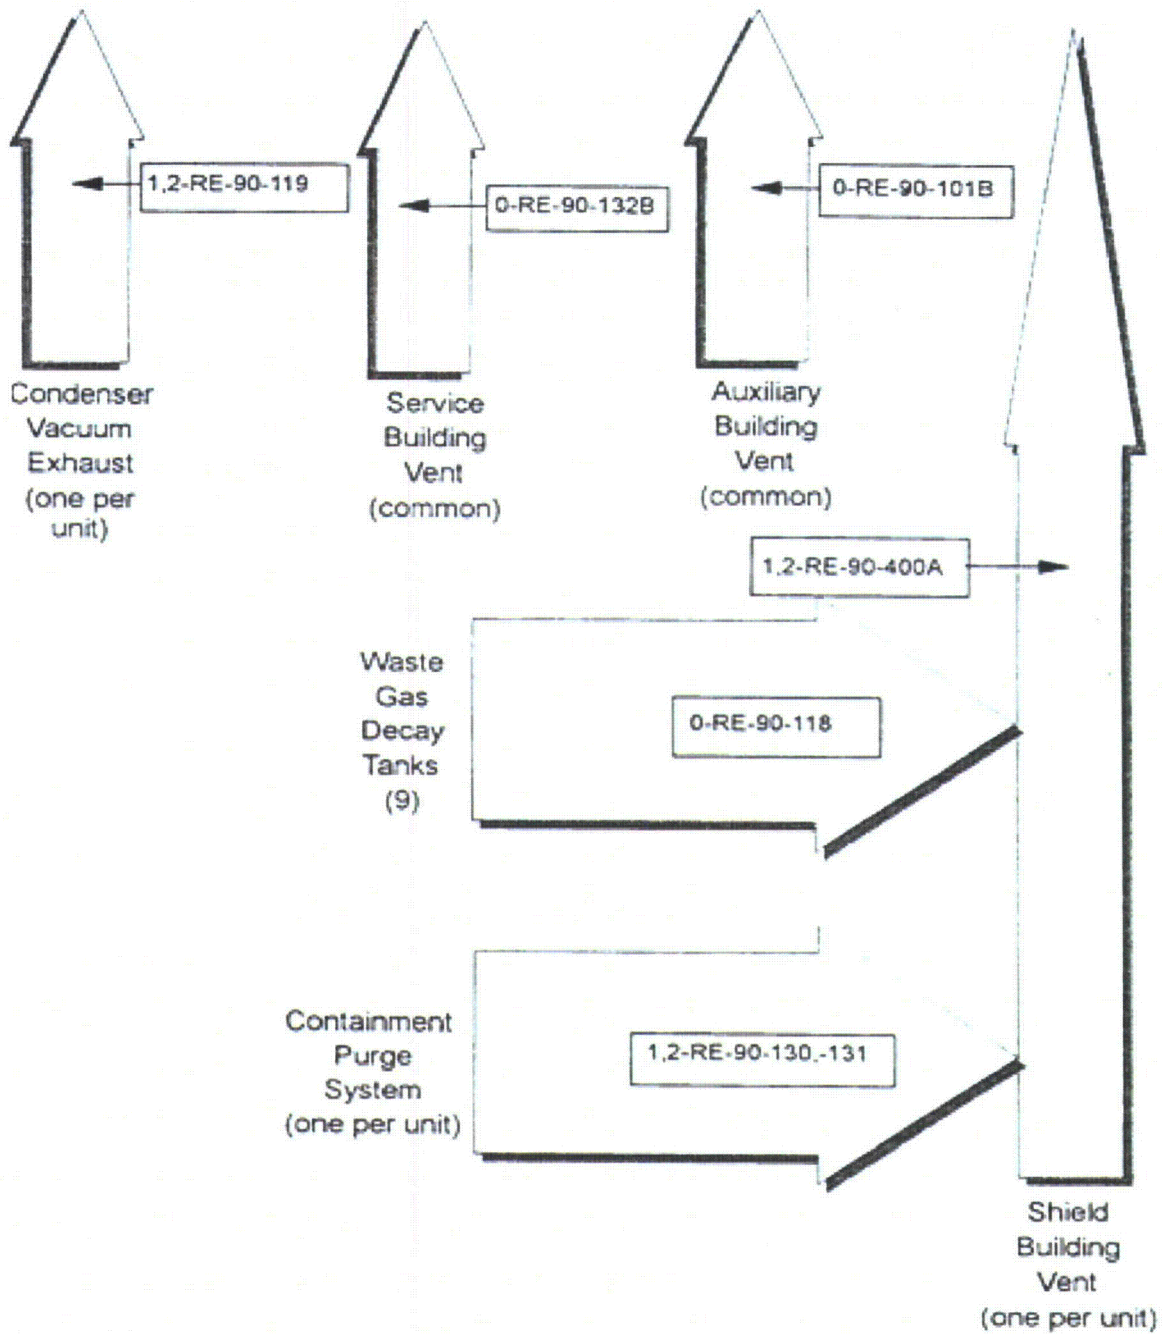 1,2-RE-90-119
0-RE-90-132B
0-RE-90-101B
Condenser
Vacuum
Exhaust
(one per
unit)
Service
Building
Vent
(common)
Auxiliary
Building
Vent
(common)
1,2-RE-90-400A
Waste
Gas
Decay
Tanks
(9)
0-RE-90-118
Containment
Purge
System
(one per unit)
1,2-RE-90-130,-131
Shield
Building
Vent
(one per unit)